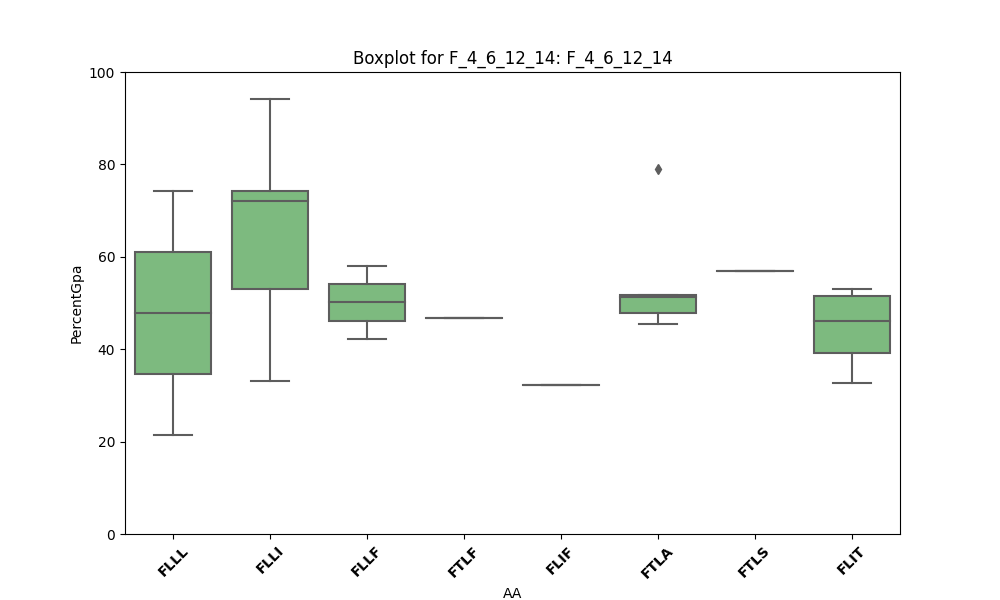 Boxplot for F_4_6_12_14: F_4_6_12_14
100
80
60
40
20
0
PercentGpa
FLLL
FLLI
FLLF
FTLF
FLIF
FTLA
FTLS
FLIT
AA